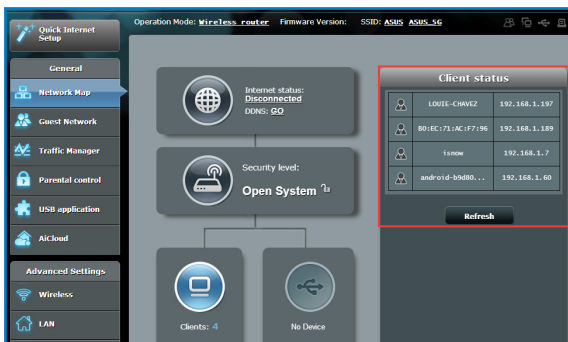 Operation Mode: Wireless router Firmware Version: SSID: ASUS ASUS_5G
Quick Internet
Setup
General
Network Map
Guest Network
Traffic Manager
Parental control
USB application
AiCloud
Advanced Settings
Wireless
LAN
Internet status:
Disconnected
DDNS: GO
Security level:
Open System
Clients: 4
No Device
Client status
LOUIE-CHAVEZ 192.168.1.197
B0:EC:71:AC:F7:96 192.168.1.189
isnow 192.168.1.7
android-b9d80... 192.168.1.60
Refresh